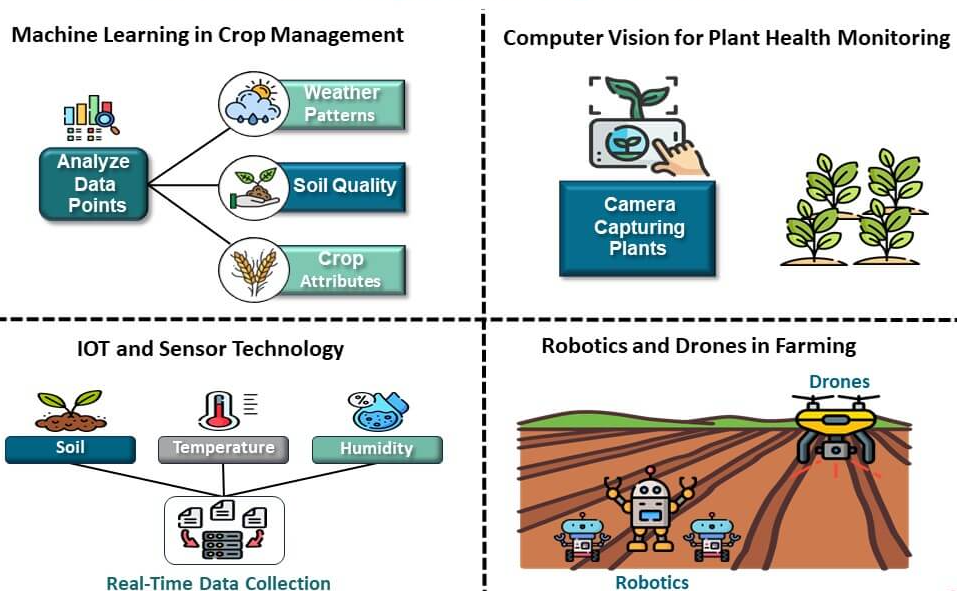 Machine Learning in Crop Management
Analyze
Data
Points
Weather
Patterns
Soil Quality
Crop
Attributes
Computer Vision for Plant Health Monitoring
Camera
Capturing
Plants
IOT and Sensor Technology
Soil
Temperature
%
Humidity
Real-Time Data Collection
Robotics and Drones in Farming
Drones
Robotics